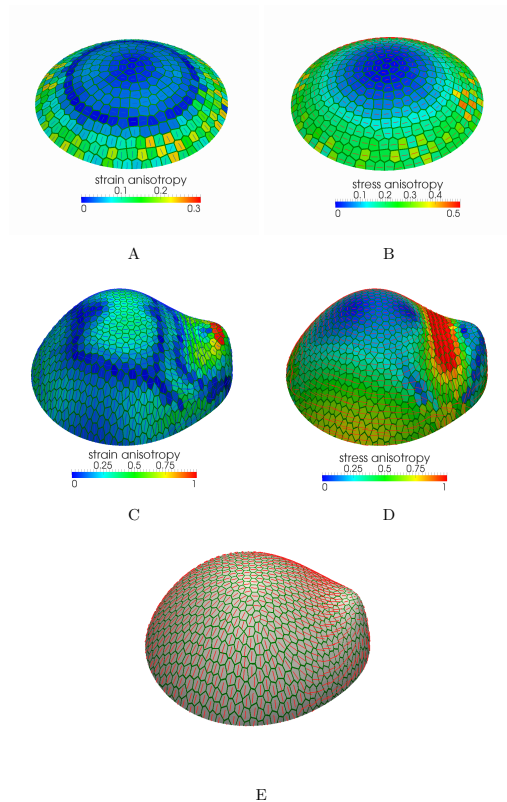 strain anisotropy
0.1 0.2
0 0.3
A
stress anisotropy
0.1 0.2 0.3 0.4
0 0.5
B
strain anisotropy
0.25 0.5 0.75
0 1
C
stress anisotropy
0.25 0.5 0.75
0 1
D
E